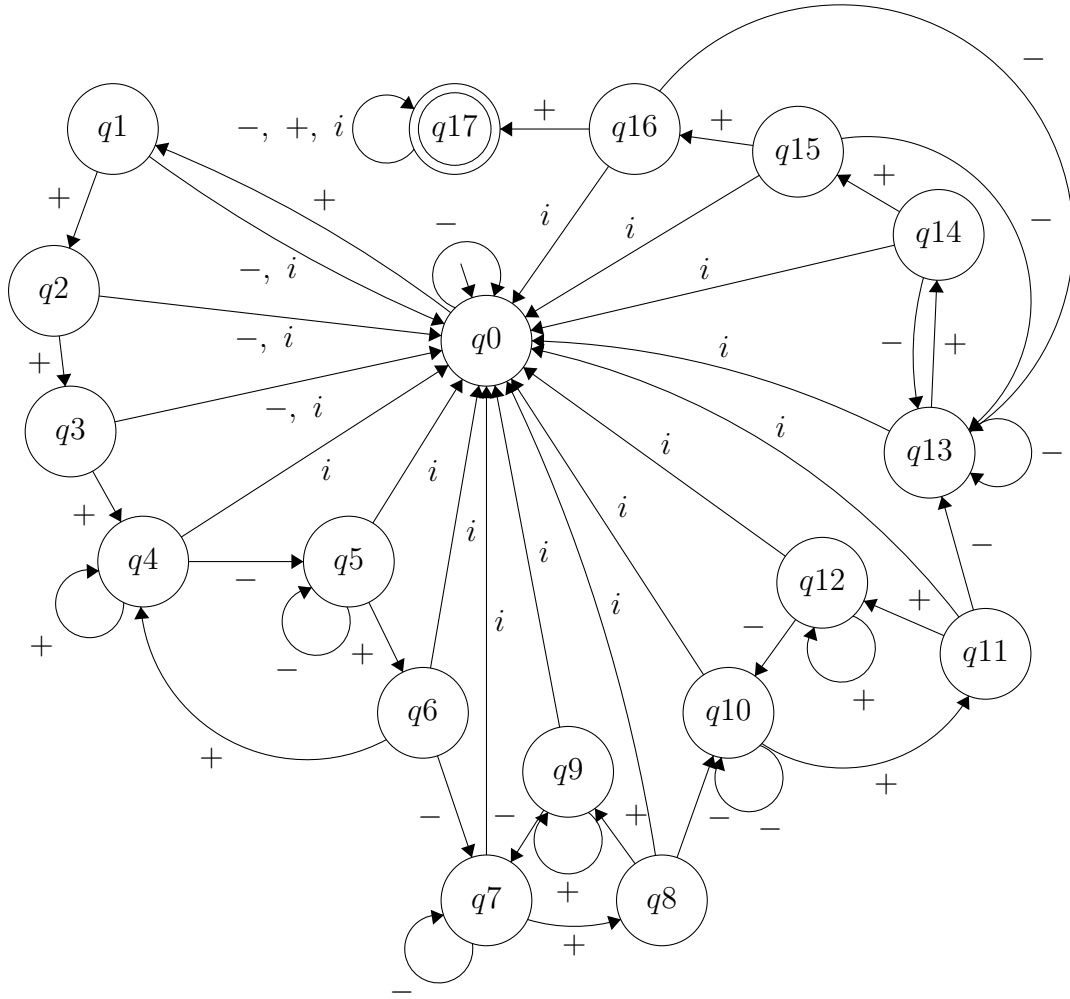 −
q1
−, +, i
q17
+
q16
+
q15
+
+
+
−
−
i
i
q14
i
−, i
q2
−, i
q0
−
+
i
+
−, i
q3
i
q13
−
i
i
i
i
+
q4
−
q5
i
−
i
i
q12
+
+
−
+
i
i
−
q11
+
q6
q10
+
+
+
q9
−
−
+
−
−
q7
+
q8
+
−